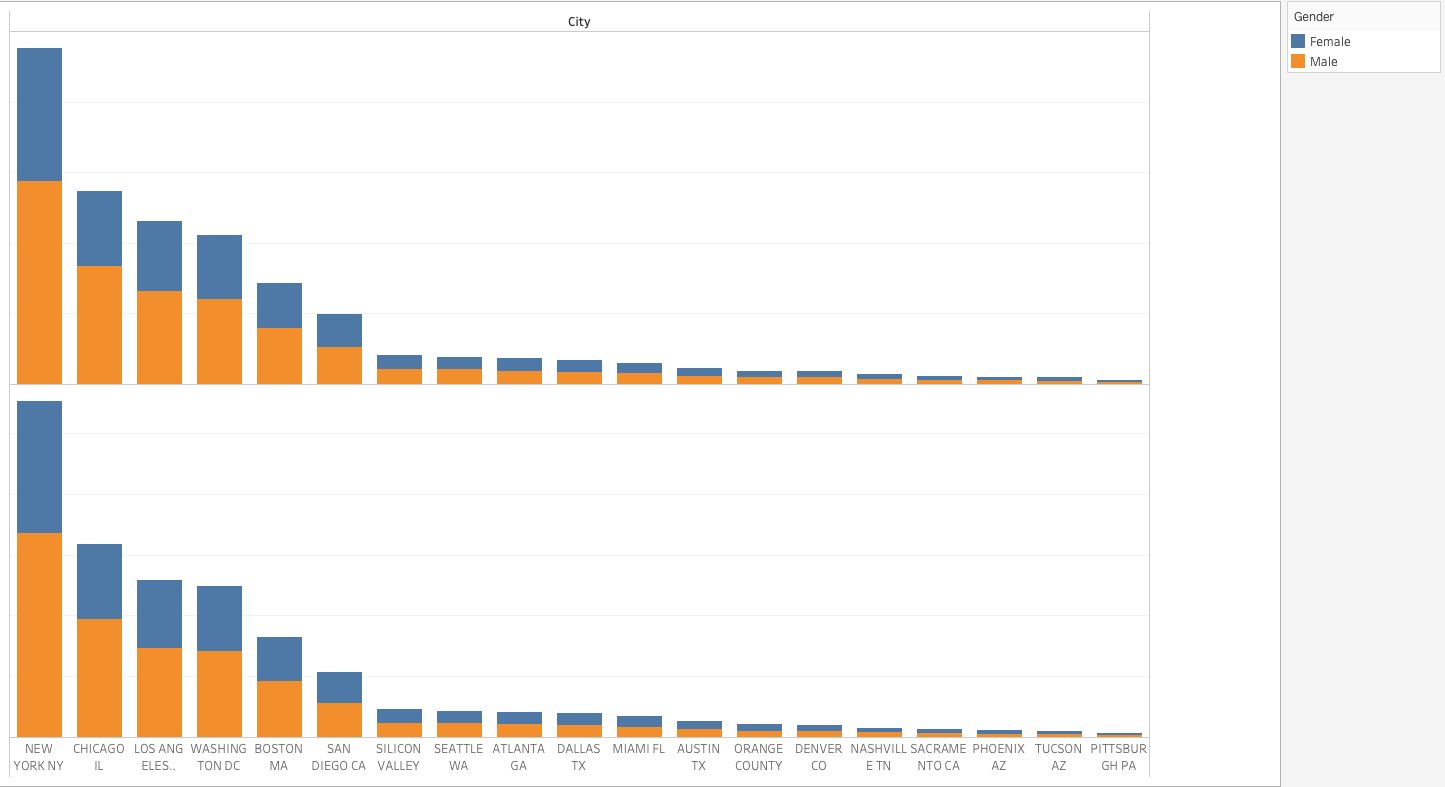 City
Gender
Female
Male
NEW
YORK NY
CHICAGO
IL
LOS ANG
ELES..
WASHING
TON DC
BOSTON
MA
SAN
DIEGO CA
SILICON
VALLEY
SEATTLE
WA
ATLANTA
GA
DALLAS
TX
MIAMI FL
AUSTIN
TX
ORANGE
COUNTY
DENVER
CO
NASHVILL
E TN
SACRAME
NTO CA
PHOENIX
AZ
TUCSON
AZ
PITTSBUR
GH PA